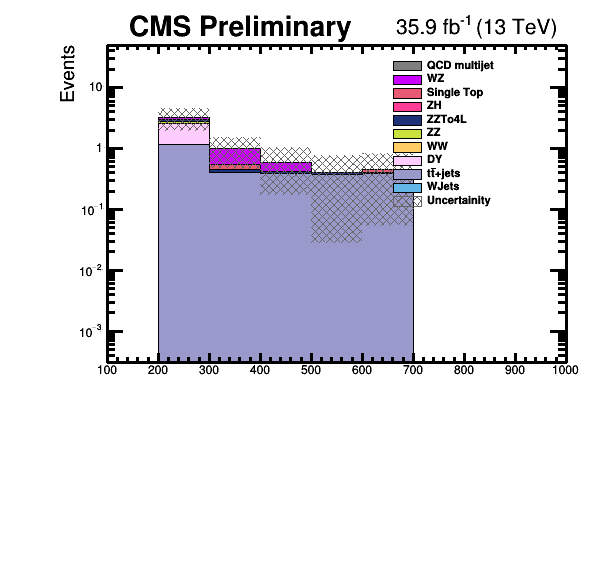 CMS Preliminary
35.9 fb⁻¹ (13 TeV)
Events
10
1
10⁻¹
10⁻²
10⁻³
100 200 300 400 500 600 700 800 900 1000
QCD multijet
WZ
Single Top
ZH
ZZTo4L
ZZ
WW
DY
tt̄+jets
WJets
Uncertainity